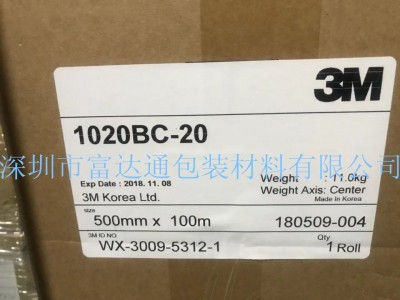 3M
1020BC-20
深圳市富达通包装材料有限公司
Weight : 11.0kg
Exp Date : 2018. 11. 08
Weight Axis: Center
3M Korea Ltd.
Made In Korea
size
500mm x 100m
180509-004
3M ID NO
Qty
WX-3009-5312-1
1 Roll